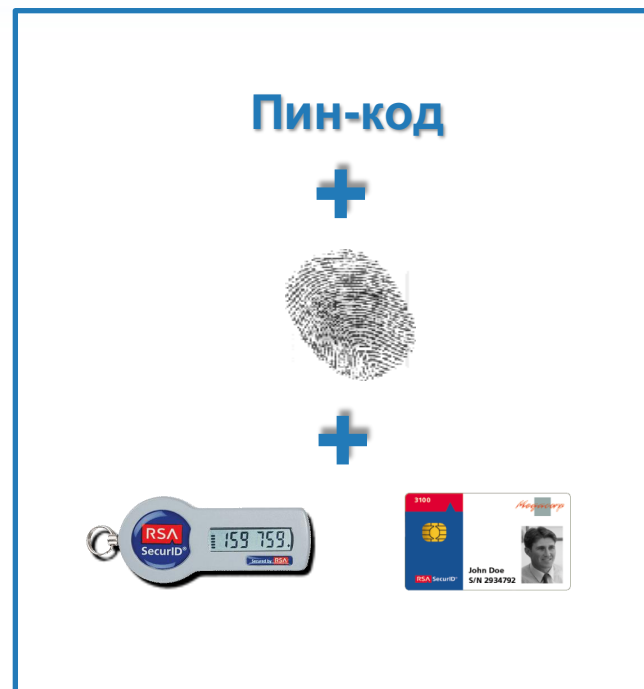 Пин-код
RSA
SecurID®
159 759.
Secured by RSA
3100
Megacorp
RSA SecurID®
John Doe
S/N 2934792